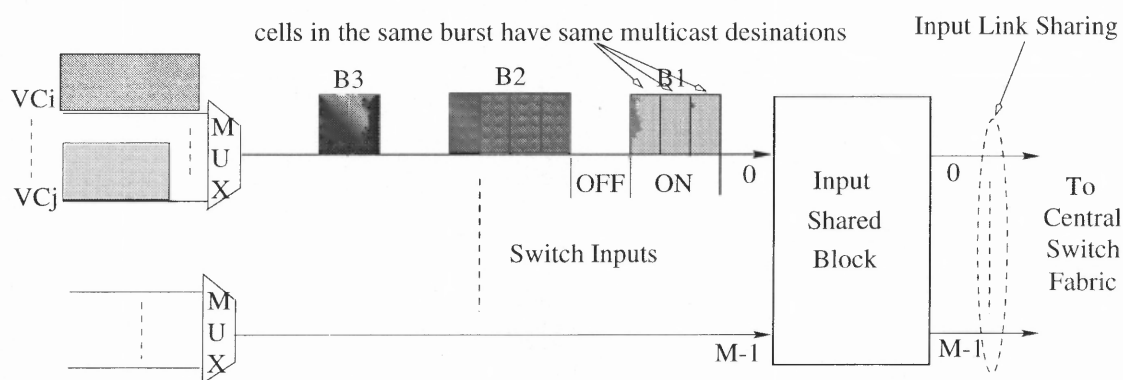 cells in the same burst have same multicast desinations
Input Link Sharing
VCi
VCj
M
U
X
B3
B2
B1
OFF
ON
0
Input
Shared
Block
0
To
Central
Switch
Fabric
Switch Inputs
M
U
X
M-1
M-1